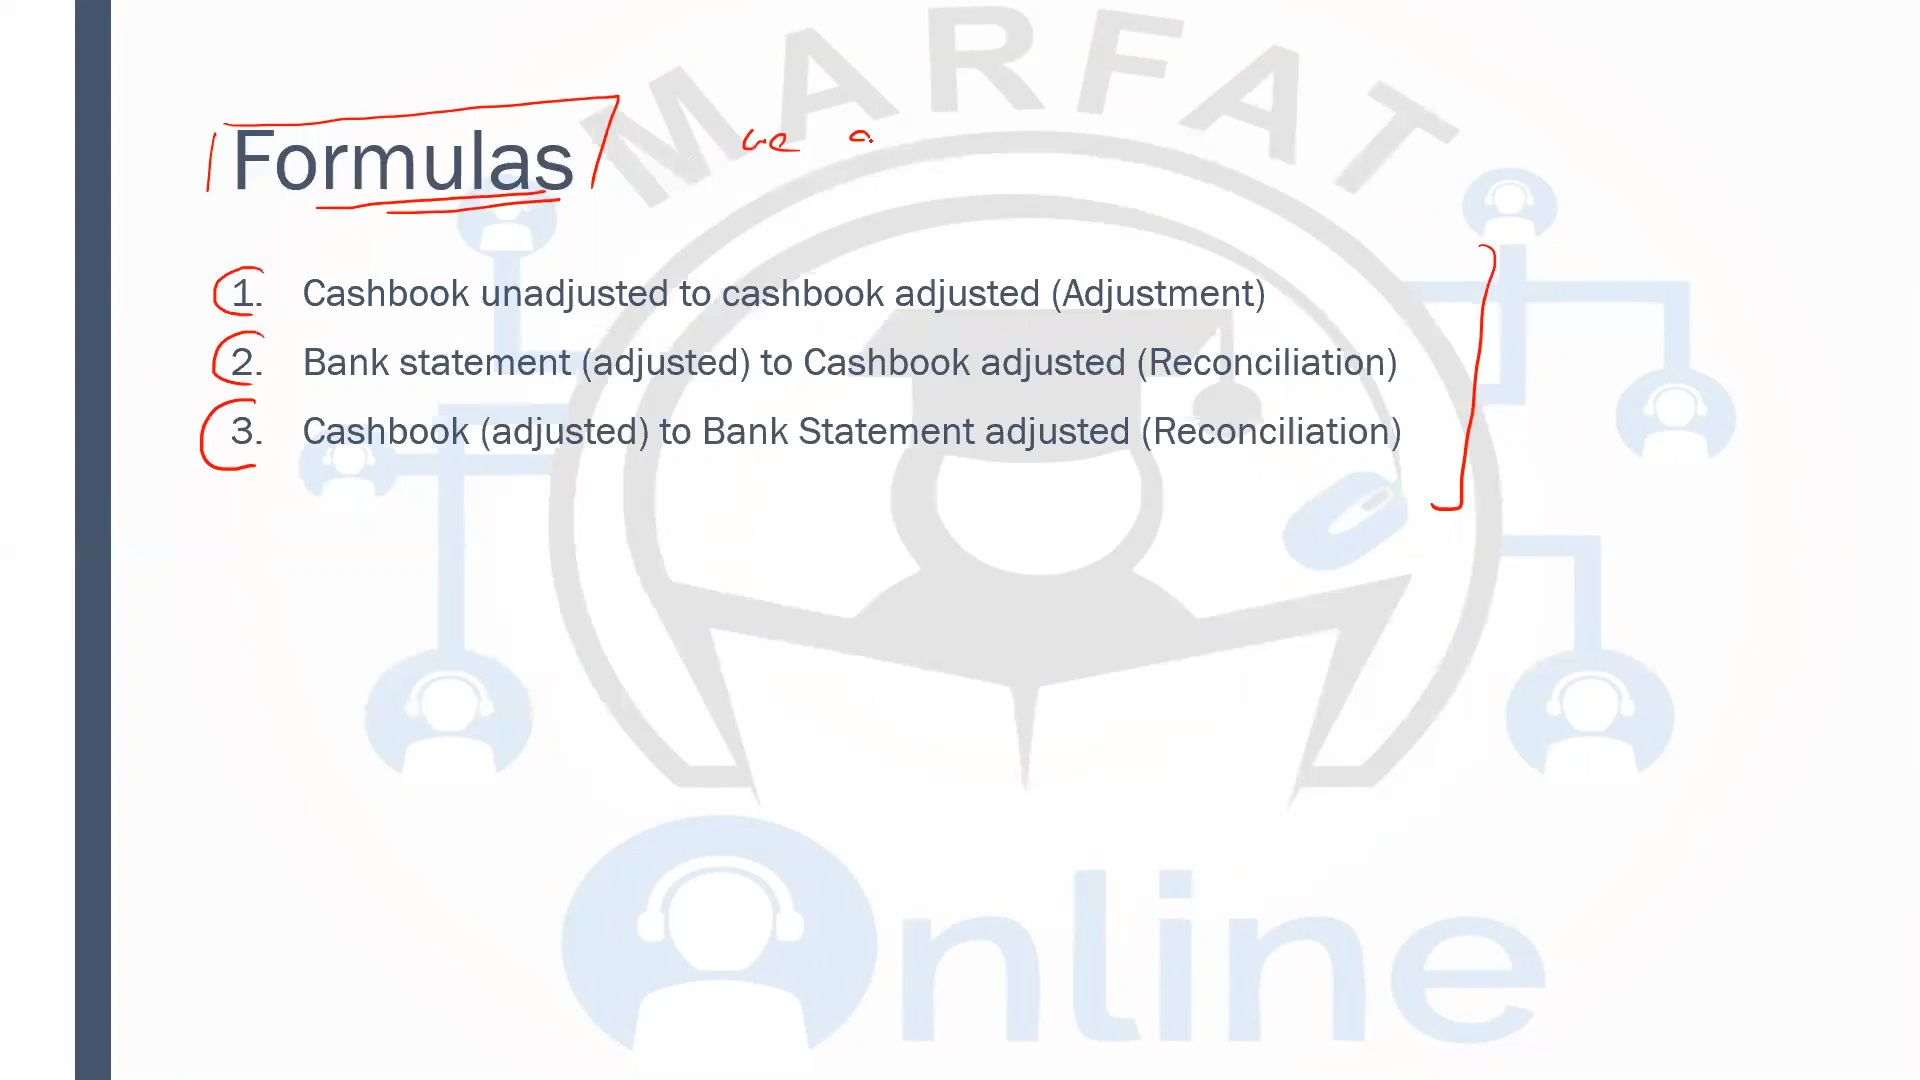 MARFAT
Formulas
1. Cashbook unadjusted to cashbook adjusted (Adjustment)
2. Bank statement (adjusted) to Cashbook adjusted (Reconciliation)
3. Cashbook (adjusted) to Bank Statement adjusted (Reconciliation)
nline